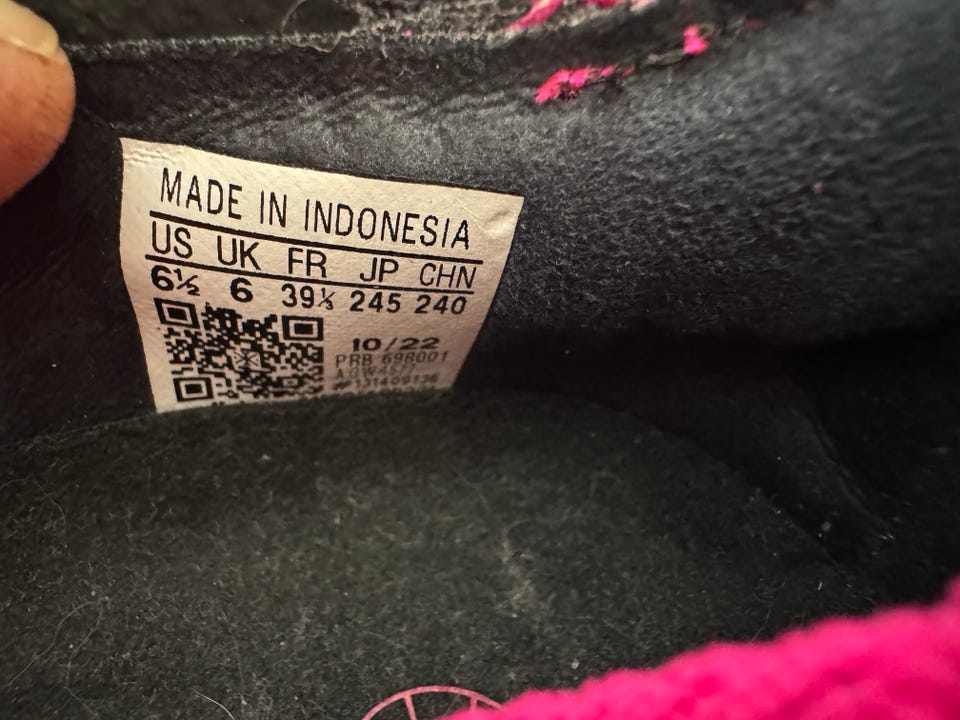 MADE IN INDONESIA
US UK FR JP CHN
6½ 6 39⅓ 245 240
10/22
PRB 698001